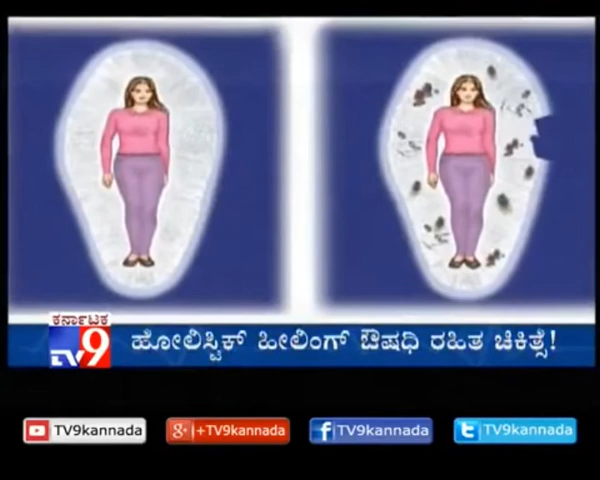 ಕರ್ನಾಟಕ
TV9
ಹೋಲಿಸ್ಟಿಕ್ ಹೀಲಿಂಗ್ ಔಷಧಿ ರಹಿತ ಚಿಕಿತ್ಸೆ!
TV9kannada
g+ +TV9kannada
f TV9kannada
t TV9kannada